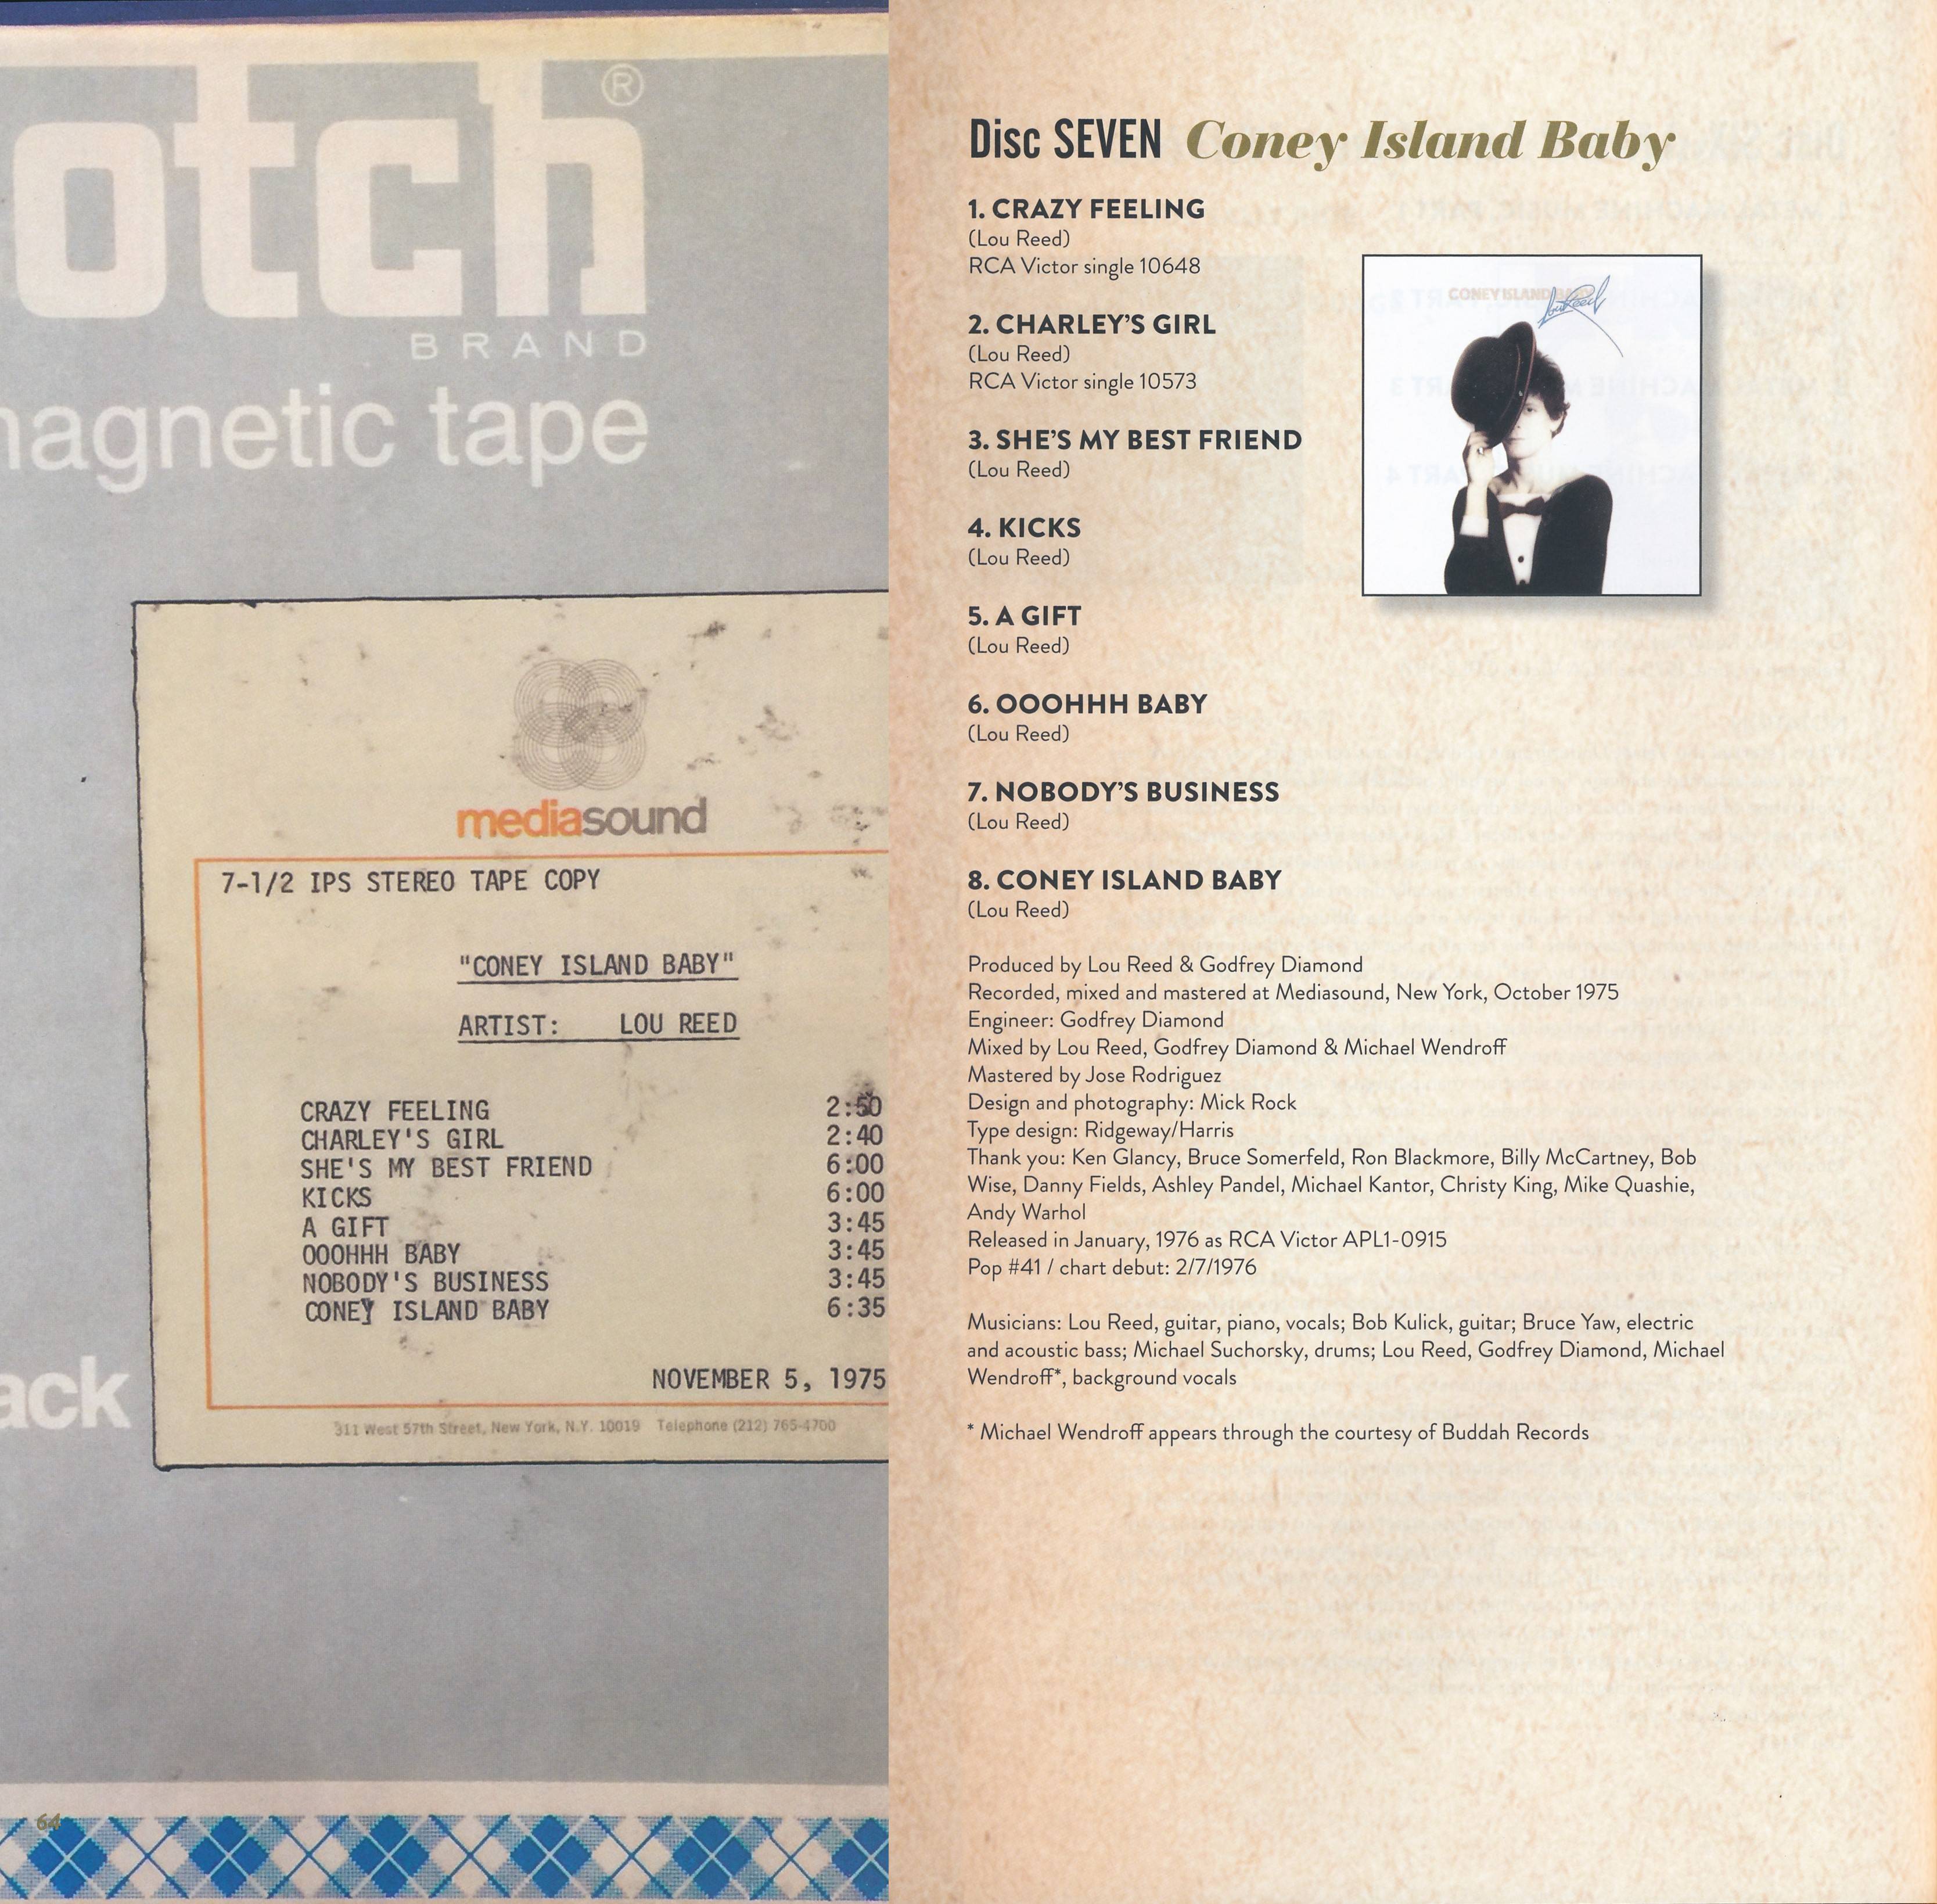 otch®
BRAND
magnetic tape
mediasound
7-1/2 IPS STEREO TAPE COPY
"CONEY ISLAND BABY"
ARTIST: LOU REED
CRAZY FEELING 2:50
CHARLEY'S GIRL 2:40
SHE'S MY BEST FRIEND 6:00
KICKS 6:00
A GIFT 3:45
OOOHHH BABY 3:45
NOBODY'S BUSINESS 3:45
CONEY ISLAND BABY 6:35
NOVEMBER 5, 1975
311 West 57th Street, New York, N.Y. 10019 Telephone (212) 765-4700
ack
64
Disc SEVEN Coney Island Baby
1. CRAZY FEELING
(Lou Reed)
RCA Victor single 10648
2. CHARLEY’S GIRL
(Lou Reed)
RCA Victor single 10573
3. SHE’S MY BEST FRIEND
(Lou Reed)
4. KICKS
(Lou Reed)
5. A GIFT
(Lou Reed)
6. OOOHHH BABY
(Lou Reed)
7. NOBODY’S BUSINESS
(Lou Reed)
8. CONEY ISLAND BABY
(Lou Reed)
CONEY ISLAND BABY
Lou Reed
Produced by Lou Reed & Godfrey Diamond
Recorded, mixed and mastered at Mediasound, New York, October 1975
Engineer: Godfrey Diamond
Mixed by Lou Reed, Godfrey Diamond & Michael Wendroff
Mastered by Jose Rodriguez
Design and photography: Mick Rock
Type design: Ridgeway/Harris
Thank you: Ken Glancy, Bruce Somerfeld, Ron Blackmore, Billy McCartney, Bob
Wise, Danny Fields, Ashley Pandel, Michael Kantor, Christy King, Mike Quashie,
Andy Warhol
Released in January, 1976 as RCA Victor APL1-0915
Pop #41 / chart debut: 2/7/1976
Musicians: Lou Reed, guitar, piano, vocals; Bob Kulick, guitar; Bruce Yaw, electric
and acoustic bass; Michael Suchorsky, drums; Lou Reed, Godfrey Diamond, Michael
Wendroff*, background vocals
* Michael Wendroff appears through the courtesy of Buddah Records